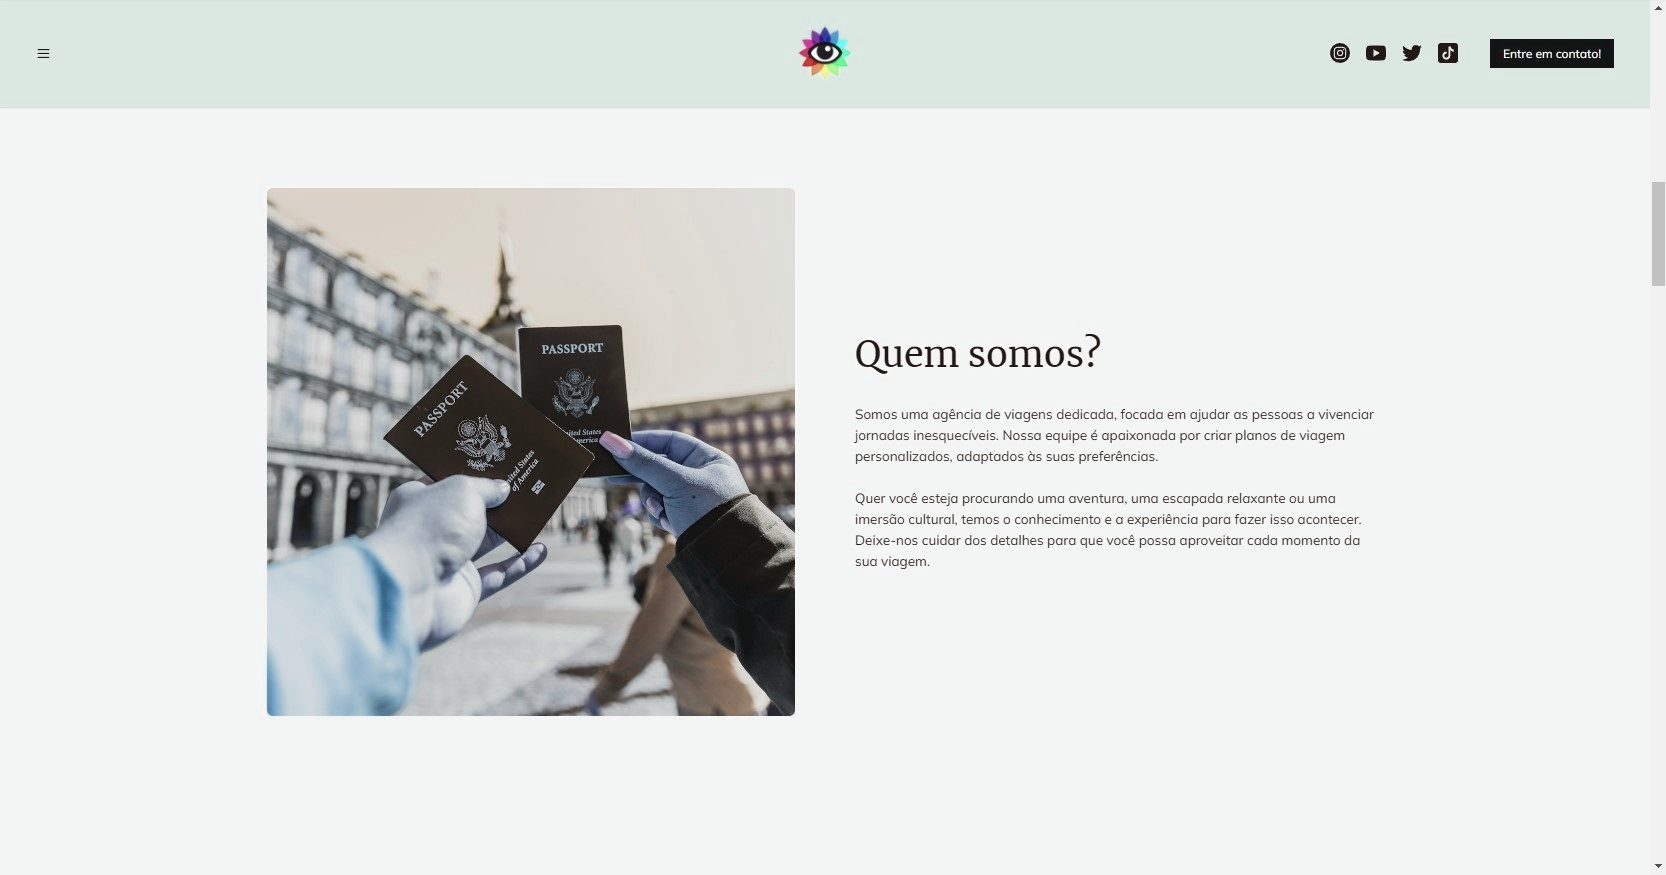 Entre em contato!
PASSPORT
United States
of America
PASSPORT
United States
America
Quem somos?
Somos uma agência de viagens dedicada, focada em ajudar as pessoas a vivenciar
jornadas inesquecíveis. Nossa equipe é apaixonada por criar planos de viagem
personalizados, adaptados às suas preferências.
Quer você esteja procurando uma aventura, uma escapada relaxante ou uma
imersão cultural, temos o conhecimento e a experiência para fazer isso acontecer.
Deixe-nos cuidar dos detalhes para que você possa aproveitar cada momento da
sua viagem.